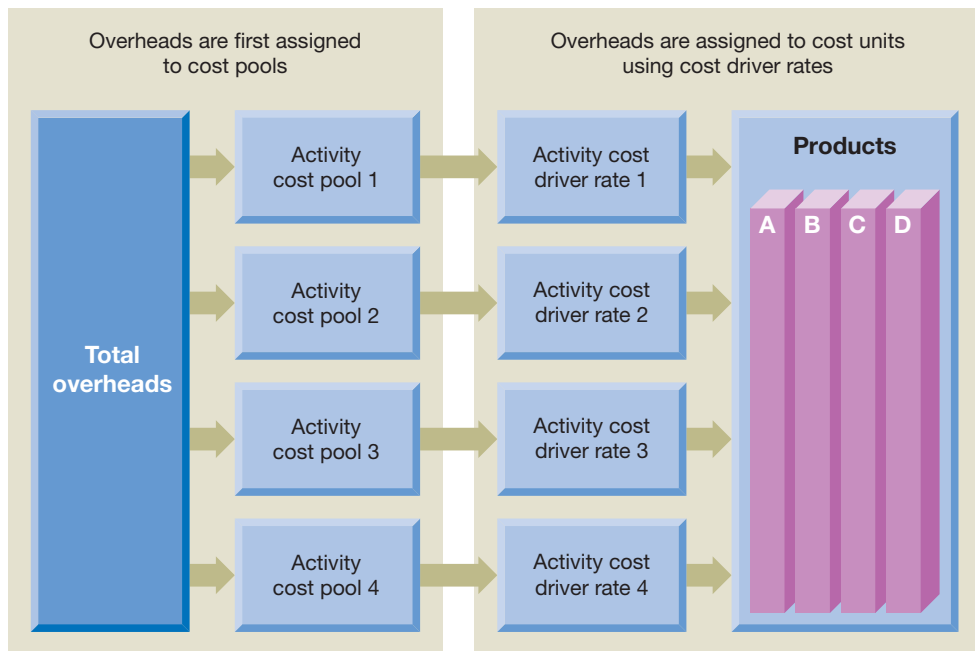 Overheads are first assigned
to cost pools
Overheads are assigned to cost units
using cost driver rates
Total
overheads
Activity
cost pool 1
Activity cost
driver rate 1
Activity
cost pool 2
Activity cost
driver rate 2
Activity
cost pool 3
Activity cost
driver rate 3
Activity
cost pool 4
Activity cost
driver rate 4
Products
A B C D